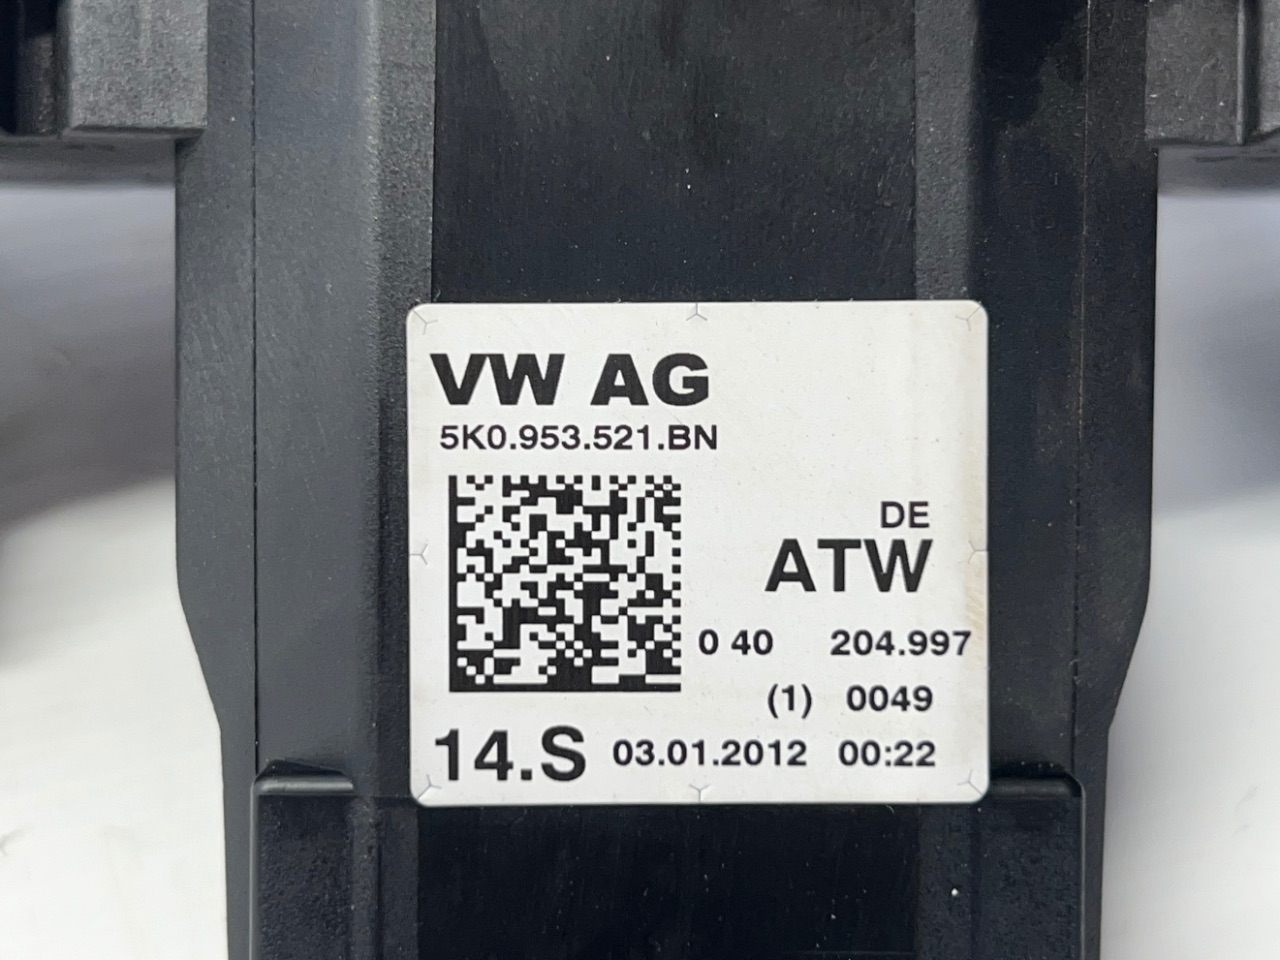 VW AG
5K0.953.521.BN
DE
ATW
0 40 204.997
(1) 0049
14.S 03.01.2012 00:22